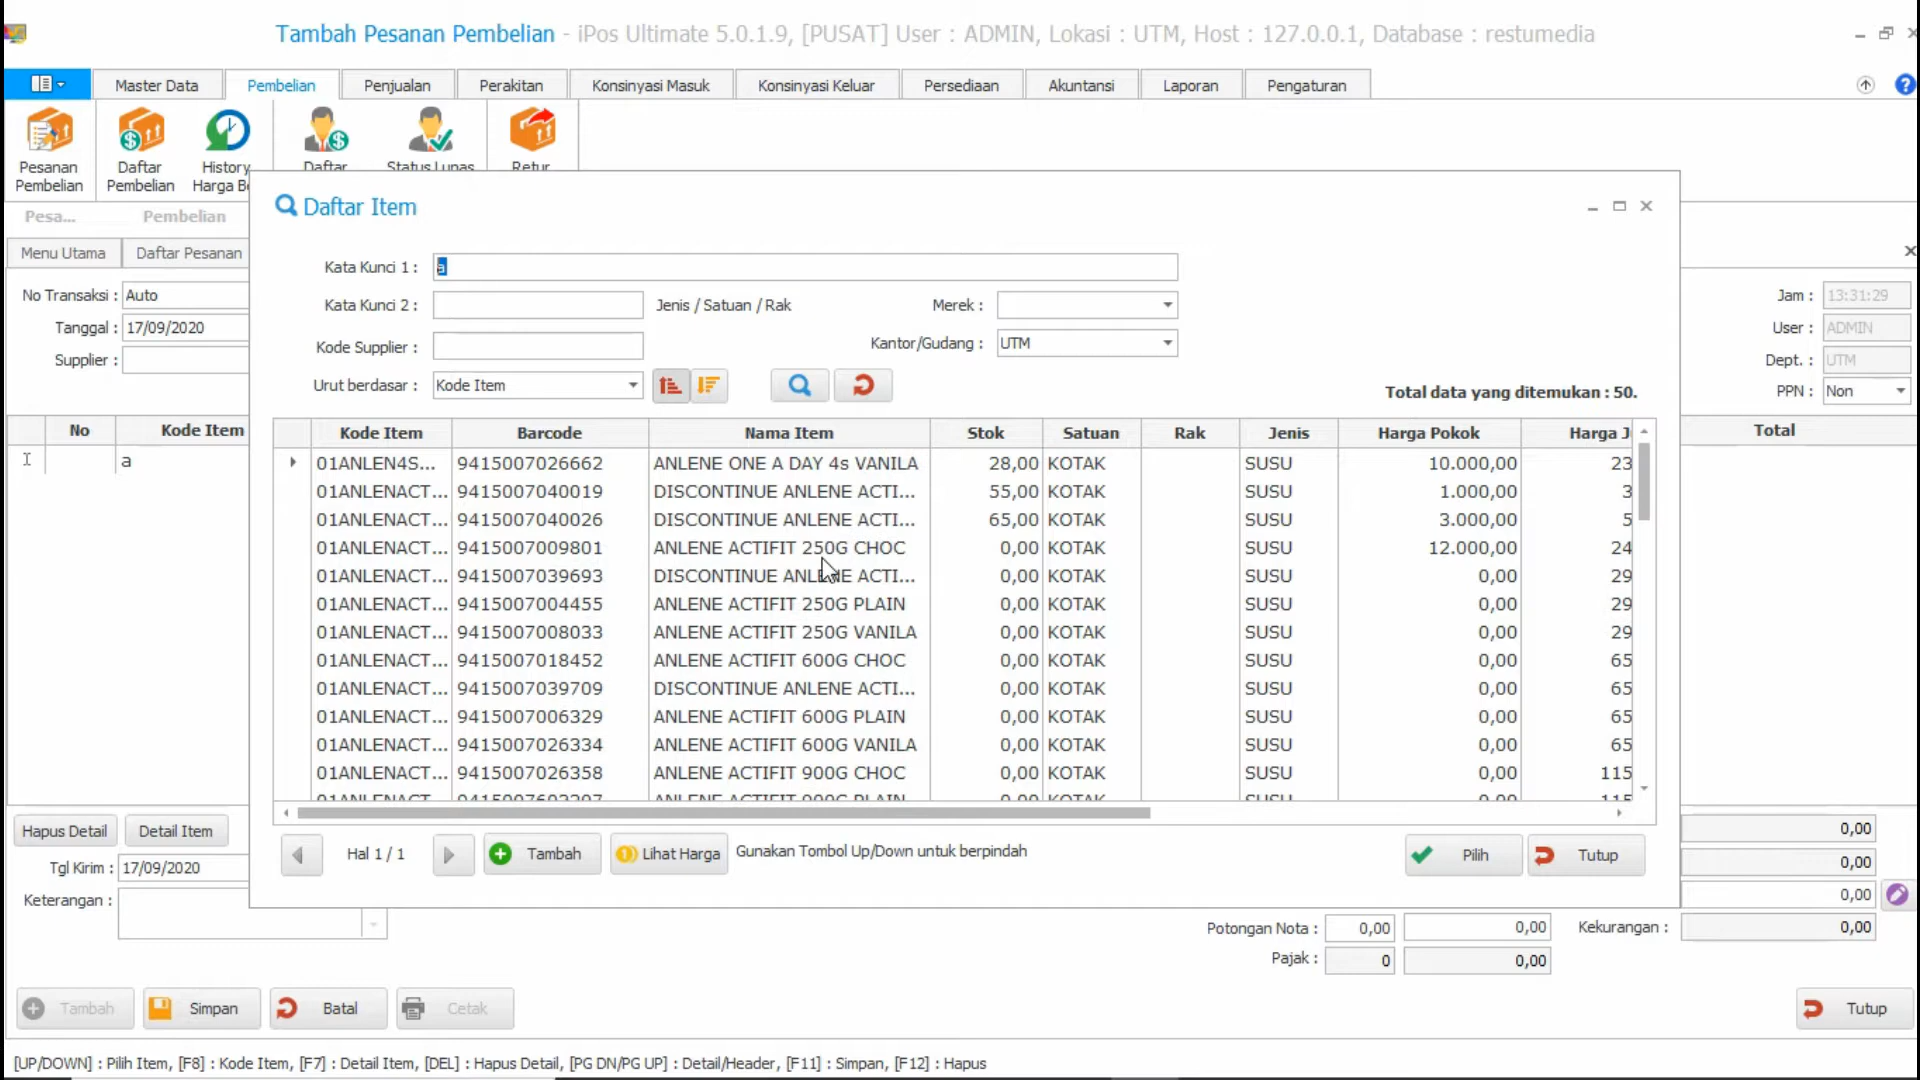 Tambah Pesanan Pembelian - iPos Ultimate 5.0.1.9, [PUSAT] User : ADMIN, Lokasi : UTM, Host : 127.0.0.1, Database : restumedia
Master Data Pembelian Penjualan Perakitan Konsinyasi Masuk Konsinyasi Keluar Persediaan Akuntansi Laporan Pengaturan
Pesanan Pembelian
Daftar Pembelian
History Harga Be
Daftar
Status Lunas
Retur
Pesa... Pembelian
Menu Utama Daftar Pesanan
No Transaksi : Auto
Tanggal : 17/09/2020
Supplier :
Jam : 13:31:29
User : ADMIN
Dept. : UTM
PPN : Non
No Kode Item Total
a
Daftar Item
Kata Kunci 1 : a
Kata Kunci 2 : Jenis / Satuan / Rak Merek :
Kode Supplier : Kantor/Gudang : UTM
Urut berdasar : Kode Item
Total data yang ditemukan : 50.
Kode Item Barcode Nama Item Stok Satuan Rak Jenis Harga Pokok Harga J
01ANLEN4S... 9415007026662 ANLENE ONE A DAY 4s VANILA 28,00 KOTAK SUSU 10.000,00 23
01ANLENACT... 9415007040019 DISCONTINUE ANLENE ACTI... 55,00 KOTAK SUSU 1.000,00 3
01ANLENACT... 9415007040026 DISCONTINUE ANLENE ACTI... 65,00 KOTAK SUSU 3.000,00 5
01ANLENACT... 9415007009801 ANLENE ACTIFIT 250G CHOC 0,00 KOTAK SUSU 12.000,00 24
01ANLENACT... 9415007039693 DISCONTINUE ANLENE ACTI... 0,00 KOTAK SUSU 0,00 29
01ANLENACT... 9415007004455 ANLENE ACTIFIT 250G PLAIN 0,00 KOTAK SUSU 0,00 29
01ANLENACT... 9415007008033 ANLENE ACTIFIT 250G VANILA 0,00 KOTAK SUSU 0,00 29
01ANLENACT... 9415007018452 ANLENE ACTIFIT 600G CHOC 0,00 KOTAK SUSU 0,00 65
01ANLENACT... 9415007039709 DISCONTINUE ANLENE ACTI... 0,00 KOTAK SUSU 0,00 65
01ANLENACT... 9415007006329 ANLENE ACTIFIT 600G PLAIN 0,00 KOTAK SUSU 0,00 65
01ANLENACT... 9415007026334 ANLENE ACTIFIT 600G VANILA 0,00 KOTAK SUSU 0,00 65
01ANLENACT... 9415007026358 ANLENE ACTIFIT 900G CHOC 0,00 KOTAK SUSU 0,00 115
Hal 1 / 1 Tambah Lihat Harga Gunakan Tombol Up/Down untuk berpindah Pilih Tutup
Hapus Detail Detail Item 0,00
Tgl Kirim : 17/09/2020 0,00
Keterangan : 0,00
Potongan Nota : 0,00 0,00 Kekurangan : 0,00
Pajak : 0 0,00
Tambah Simpan Batal Cetak Tutup
[UP/DOWN] : Pilih Item, [F8] : Kode Item, [F7] : Detail Item, [DEL] : Hapus Detail, [PG DN/PG UP] : Detail/Header, [F11] : Simpan, [F12] : Hapus